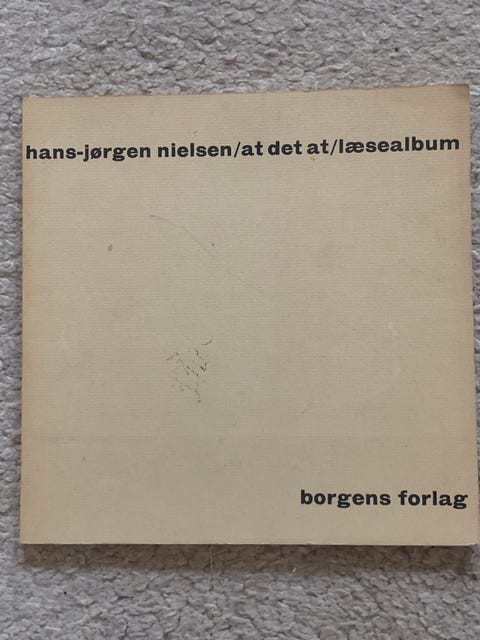 hans-jørgen nielsen/at det at/læsealbum
borgens forlag